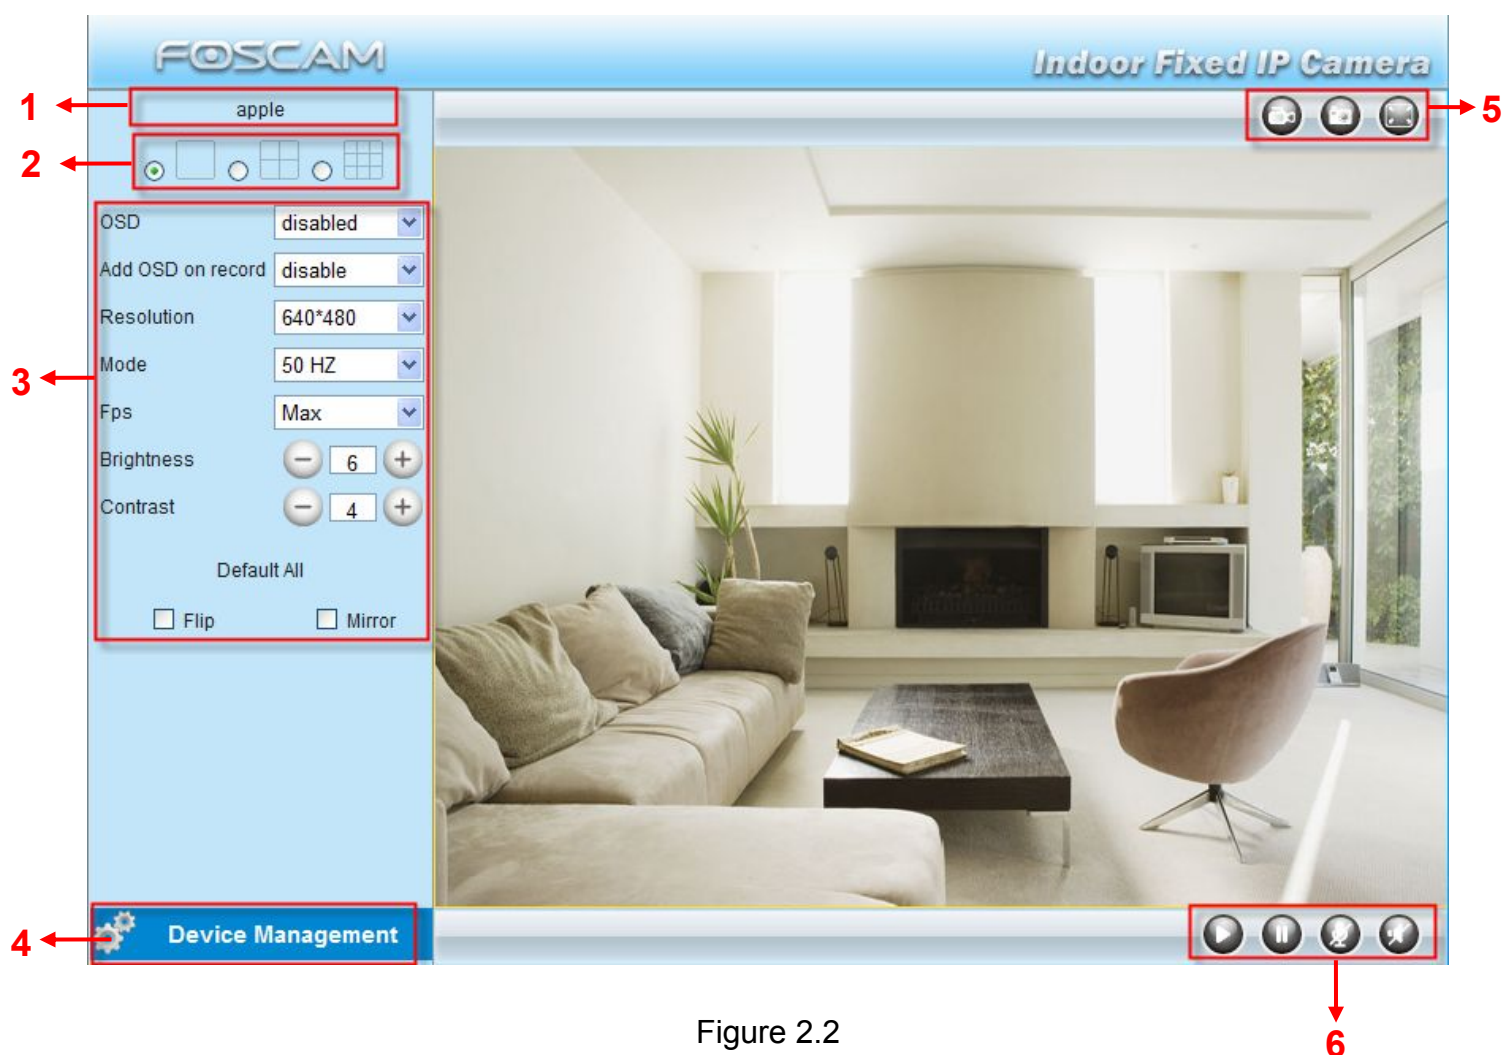 FOSCAM
Indoor Fixed IP Camera
1
apple
5
2
OSD
disabled
Add OSD on record
disable
Resolution
640*480
3
Mode
50 HZ
Fps
Max
Brightness
6
Contrast
4
Default All
Flip
Mirror
4
Device Management
6
Figure 2.2